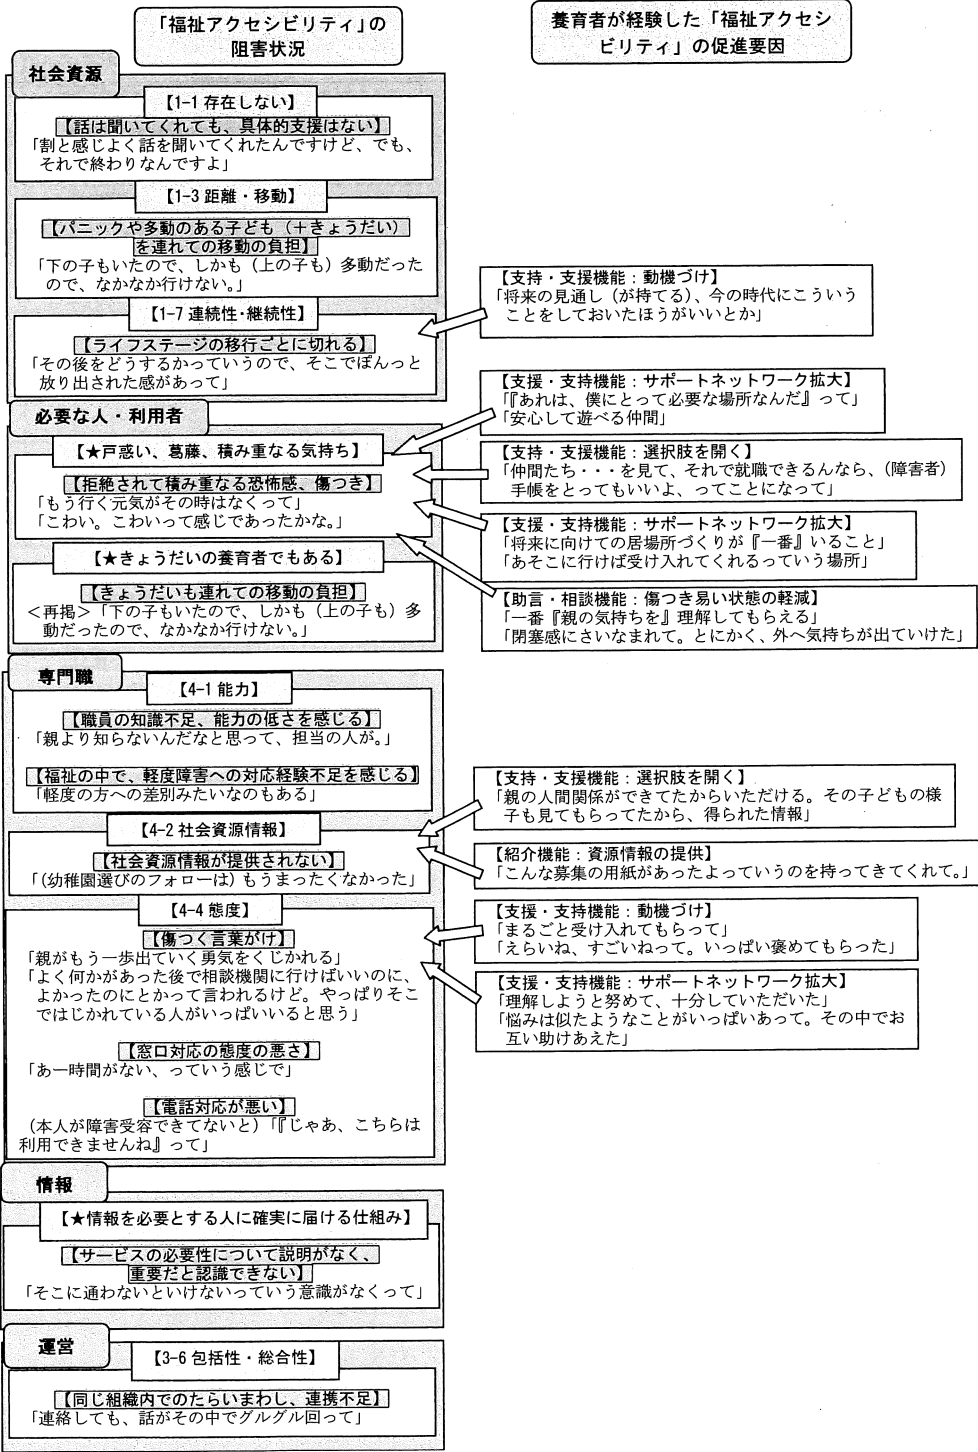 「福祉アクセシビリティ」の
阻害状況
養育者が経験した「福祉アクセシ
ビリティ」の促進要因
社会資源
【1-1 存在しない】
【話は聞いてくれても、具体的支援はない】
「割と感じよく話を聞いてくれたんですけど、でも、
それで終わりなんですよ」
【1-3 距離・移動】
【パニックや多動のある子ども（＋きょうだい）
を連れての移動の負担】
「下の子もいたので、しかも（上の子も）多動だった
ので、なかなか行けない。」
【1-7 連続性・継続性】
【ライフステージの移行ごとに切れる】
「その後をどうするかっていうので、そこでぽんっと
放り出された感があって」
【支持・支援機能：動機づけ】
「将来の見通し（が持てる）、今の時代にこういう
ことをしておいたほうがいいとか」
必要な人・利用者
【★戸惑い、葛藤、積み重なる気持ち】
【拒絶されて積み重なる恐怖感、傷つき】
「もう行く元気がその時はなくって」
「こわい。こわいって感じであったかな。」
【★きょうだいの養育者でもある】
【きょうだいも連れての移動の負担】
＜再掲＞「下の子もいたので、しかも（上の子も）多
動だったので、なかなか行けない。」
【支援・支持機能：サポートネットワーク拡大】
「『あれは、僕にとって必要な場所なんだ』って」
「安心して遊べる仲間」
【支持・支援機能：選択肢を開く】
「仲間たち・・・を見て、それで就職できるんなら、（障害者）
手帳をとってもいいよ、ってことになって」
【支援・支持機能：サポートネットワーク拡大】
「将来に向けての居場所づくりが『一番』いること」
「あそこに行けば受け入れてくれるっていう場所」
【助言・相談機能：傷つき易い状態の軽減】
「一番『親の気持ちを』理解してもらえる」
「閉塞感にさいなまれて。とにかく、外へ気持ちが出ていけた」
専門職
【4-1 能力】
【職員の知識不足、能力の低さを感じる】
「親より知らないんだなと思って、担当の人が。」
【福祉の中で、軽度障害への対応経験不足を感じる】
「軽度の方への差別みたいなのもある」
【4-2 社会資源情報】
【社会資源情報が提供されない】
「（幼稚園選びのフォローは）もうまったくなかった」
【4-4 態度】
【傷つく言葉がけ】
「親がもう一歩出ていく勇気をくじかれる」
「よく何かがあった後で相談機関に行けばいいのに、
よかったのにとかって言われるけど。やっぱりそこ
ではじかれている人がいっぱいいると思う」
【窓口対応の態度の悪さ】
「あー時間がない、っていう感じで」
【電話対応が悪い】
（本人が障害受容できてないと）「『じゃあ、こちらは
利用できませんね』って」
【支持・支援機能：選択肢を開く】
「親の人間関係ができてたからいただける。その子どもの様
子も見てもらってたから、得られた情報」
【紹介機能：資源情報の提供】
「こんな募集の用紙があったよっていうのを持ってきてくれて。」
【支援・支持機能：動機づけ】
「まるごと受け入れてもらって」
「えらいね、すごいねって。いっぱい褒めてもらった」
【支援・支持機能：サポートネットワーク拡大】
「理解しようと努めて、十分していただいた」
「悩みは似たようなことがいっぱいあって。その中でお
互い助けあえた」
情報
【★情報を必要とする人に確実に届ける仕組み】
【サービスの必要性について説明がなく、
重要だと認識できない】
「そこに通わないといけないっていう意識がなくって」
運営
【3-6 包括性・総合性】
【同じ組織内でのたらいまわし、連携不足】
「連絡しても、話がその中でグルグル回って」